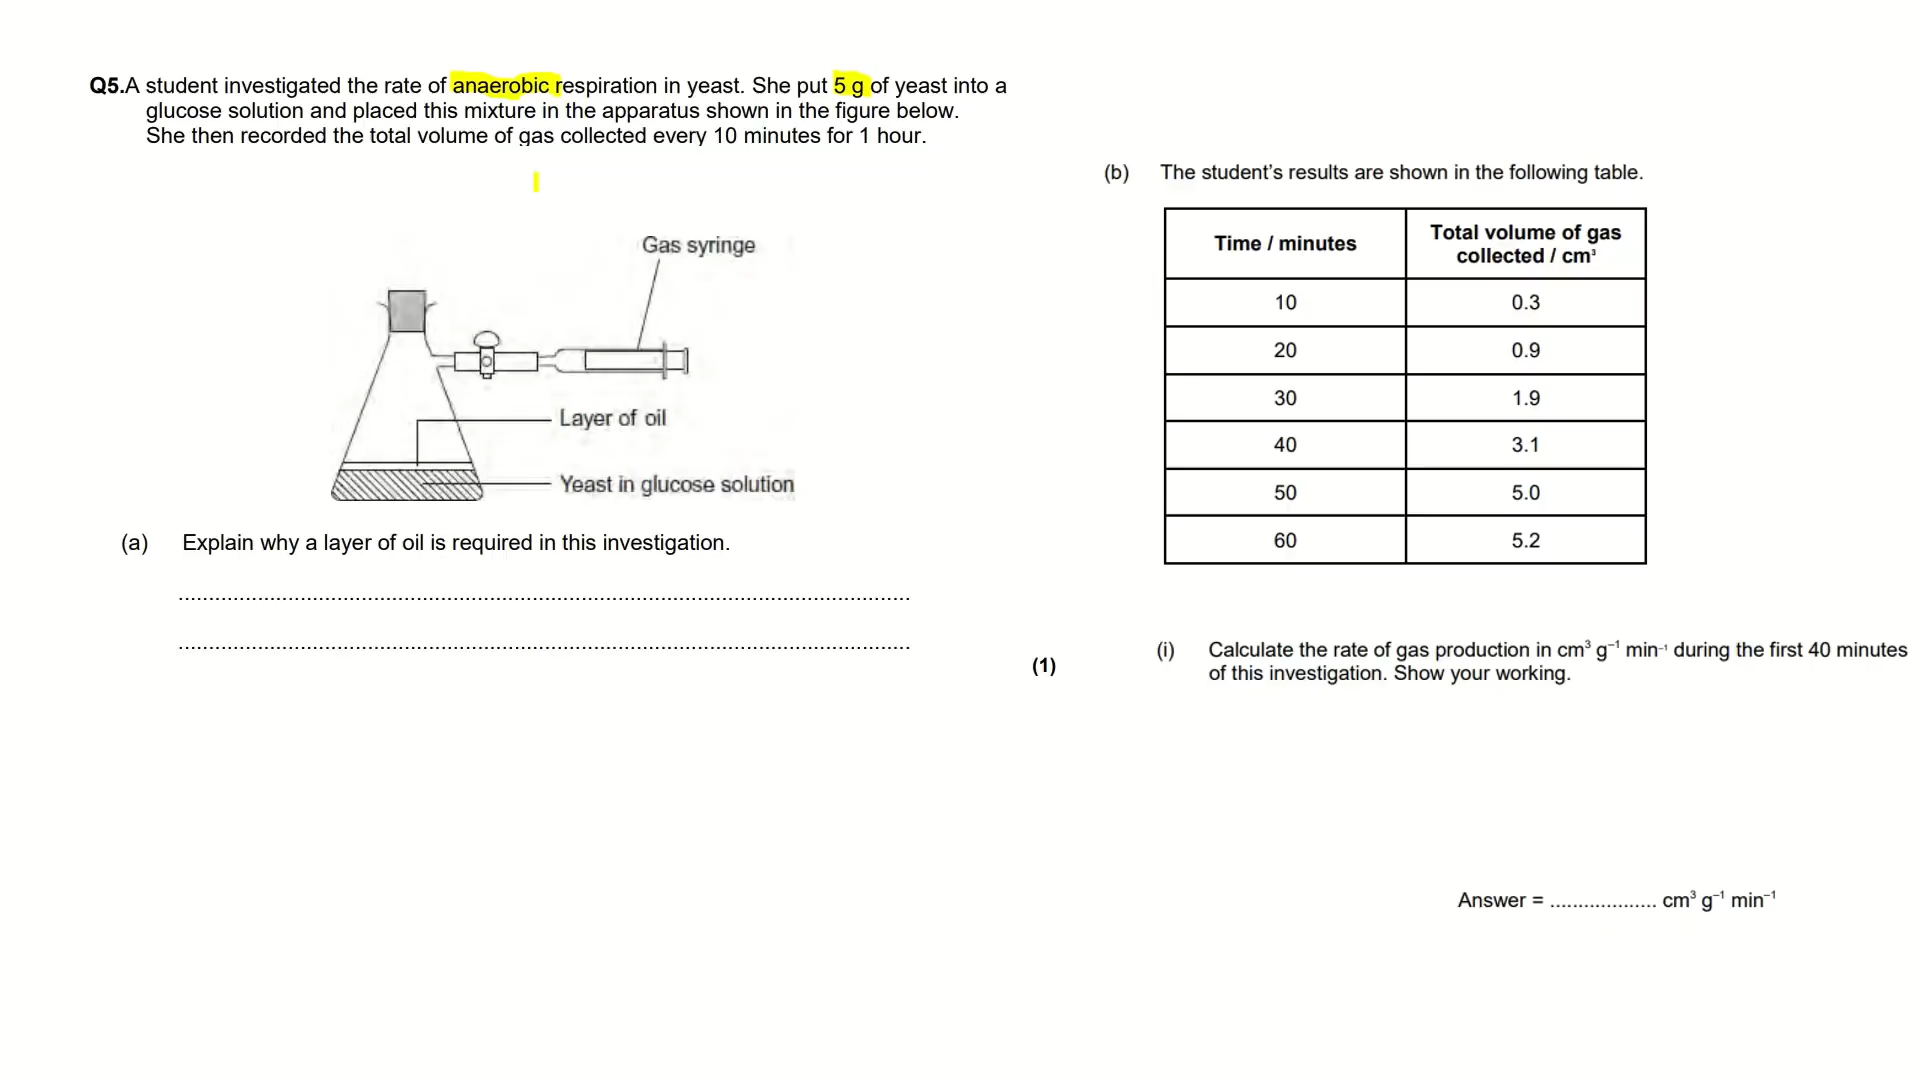 Q5.A student investigated the rate of anaerobic respiration in yeast. She put 5 g of yeast into a
glucose solution and placed this mixture in the apparatus shown in the figure below.
She then recorded the total volume of gas collected every 10 minutes for 1 hour.
Gas syringe
Layer of oil
Yeast in glucose solution
(a) Explain why a layer of oil is required in this investigation.
........................................................................................................................
........................................................................................................................
(1)
(b) The student’s results are shown in the following table.
Time / minutes
Total volume of gas
collected / cm³
10 0.3
20 0.9
30 1.9
40 3.1
50 5.0
60 5.2
(i) Calculate the rate of gas production in cm³ g⁻¹ min⁻¹ during the first 40 minutes
of this investigation. Show your working.
Answer = ................... cm³ g⁻¹ min⁻¹